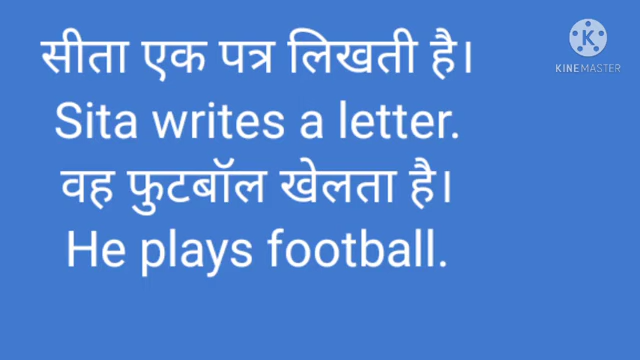 सीता एक पत्र लिखती है।
Sita writes a letter.
वह फुटबॉल खेलता है।
He plays football.
K
KINEMASTER